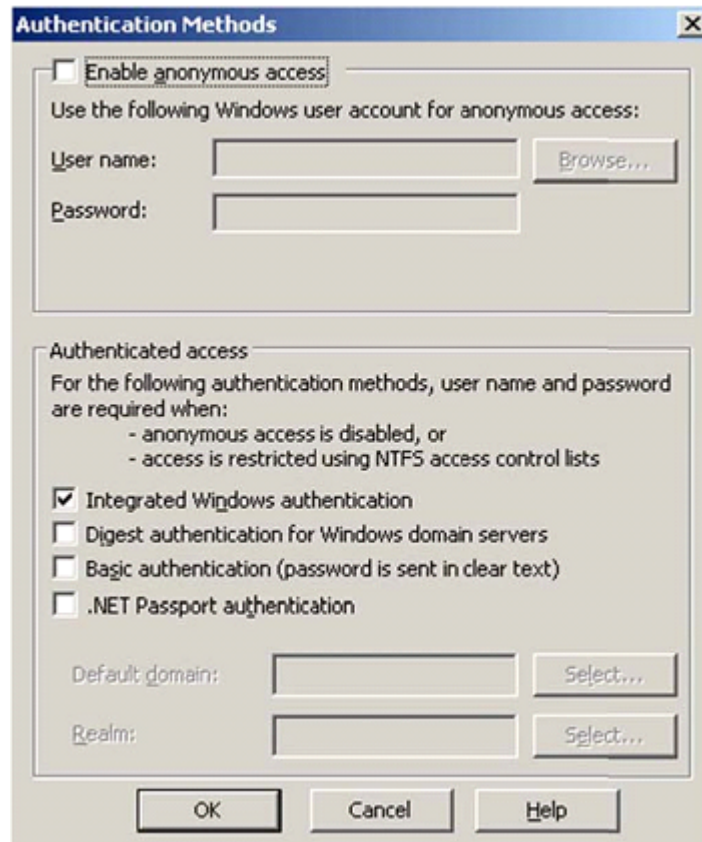 Authentication Methods
Enable anonymous access
Use the following Windows user account for anonymous access:
User name:
Browse...
Password:
Authenticated access
For the following authentication methods, user name and password
are required when:
- anonymous access is disabled, or
- access is restricted using NTFS access control lists
Integrated Windows authentication
Digest authentication for Windows domain servers
Basic authentication (password is sent in clear text)
.NET Passport authentication
Default domain:
Select...
Realm:
Select...
OK Cancel Help